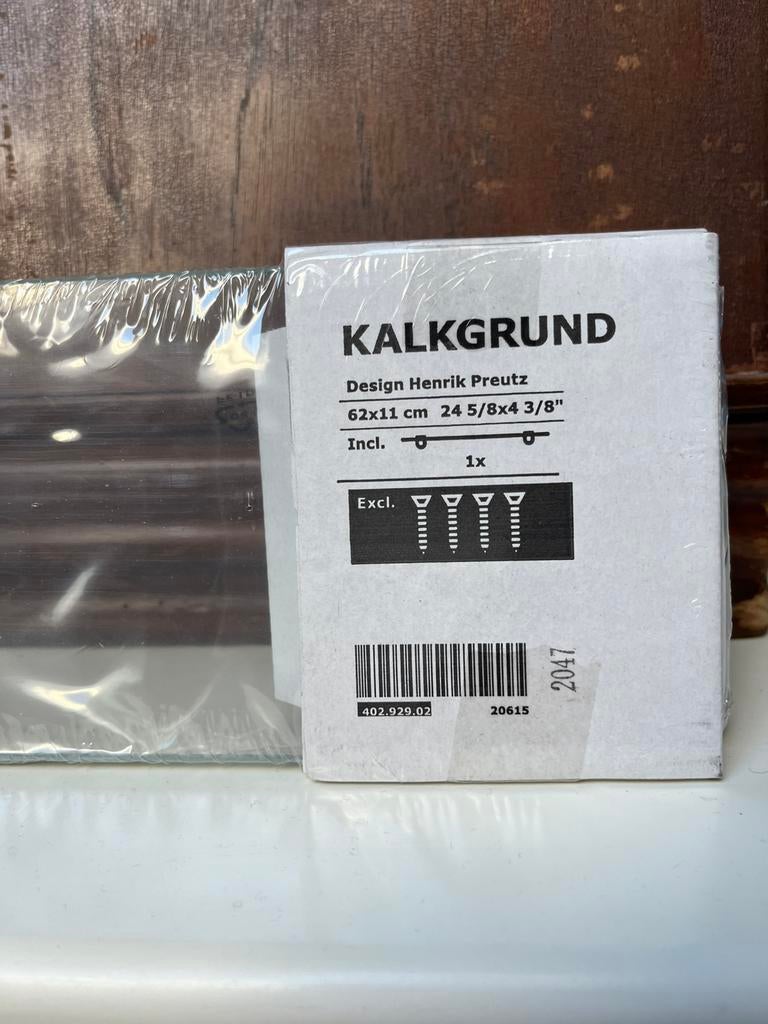 KALKGRUND
Design Henrik Preutz
62x11 cm 24 5/8x4 3/8"
Incl.
1x
Excl.
402.929.02 20615
2047